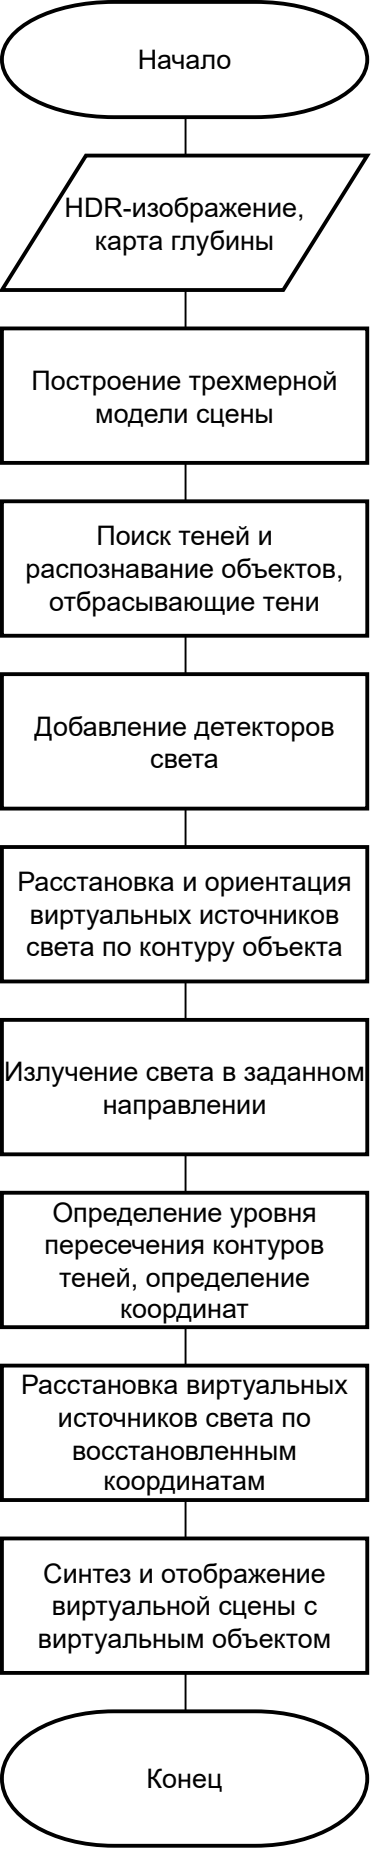 Начало
HDR-изображение,
карта глубины
Построение трехмерной
модели сцены
Поиск теней и
распознавание объектов,
отбрасывающие тени
Добавление детекторов
света
Расстановка и ориентация
виртуальных источников
света по контуру объекта
Излучение света в заданном
направлении
Определение уровня
пересечения контуров
теней, определение
координат
Расстановка виртуальных
источников света по
восстановленным
координатам
Синтез и отображение
виртуальной сцены с
виртуальным объектом
Конец